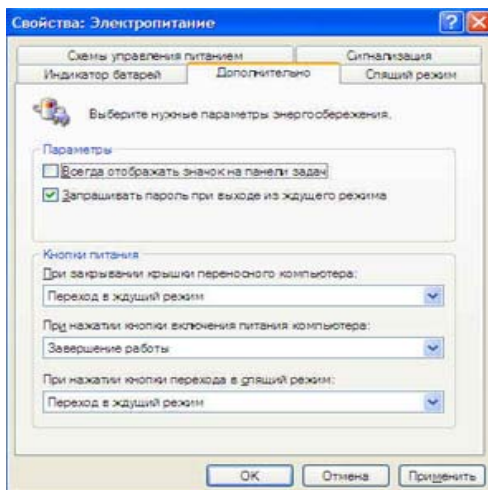 Свойства: Электропитание
Схемы управления питанием
Сигнализация
Индикатор батарей
Дополнительно
Спящий режим
Выберите нужные параметры энергосбережения.
Параметры
Всегда отображать значок на панели задач
Запрашивать пароль при выходе из ждущего режима
Кнопки питания
При закрывании крышки переносного компьютера:
Переход в ждущий режим
При нажатии кнопки включения питания компьютера:
Завершение работы
При нажатии кнопки перехода в спящий режим:
Переход в ждущий режим
OK
Отмена
Применить